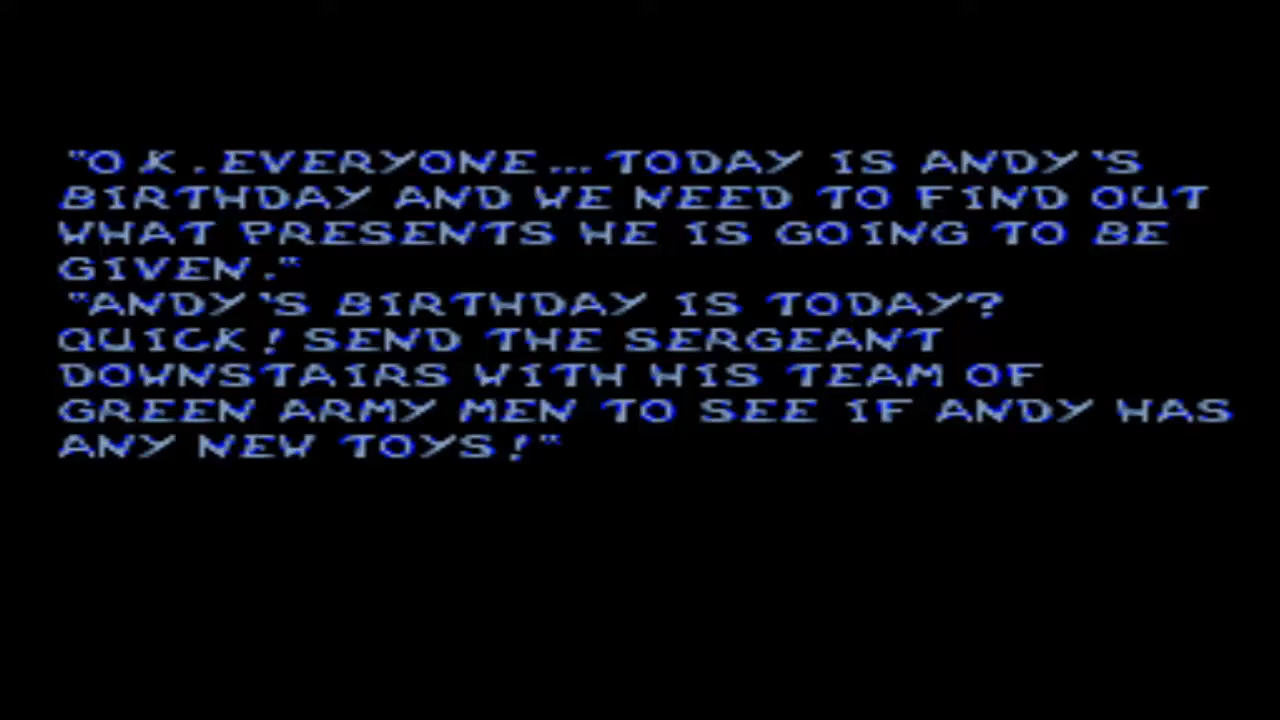 "O K . EVERYONE... TODAY IS ANDY'S
BIRTHDAY AND WE NEED TO FIND OUT
WHAT PRESENTS HE IS GOING TO BE
GIVEN."
"ANDY'S BIRTHDAY IS TODAY?
QUICK! SEND THE SERGEANT
DOWNSTAIRS WITH HIS TEAM OF
GREEN ARMY MEN TO SEE IF ANDY HAS
ANY NEW TOYS!"